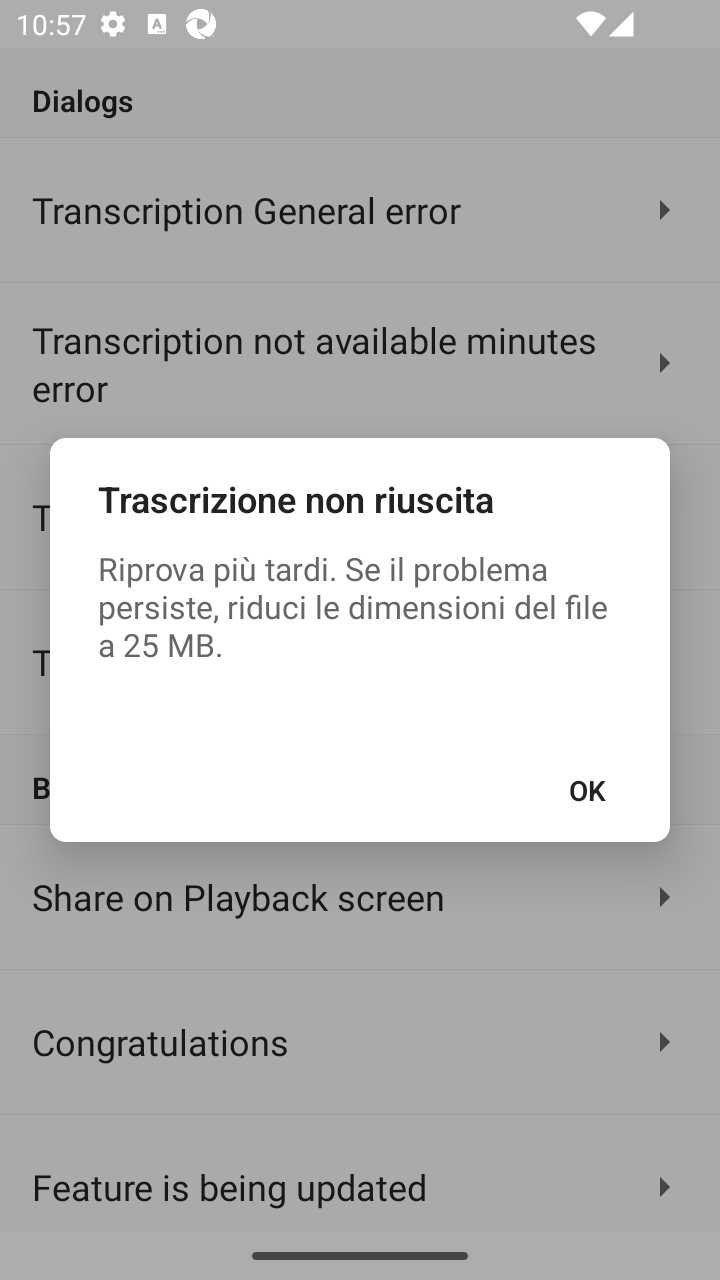 10:57
Dialogs
Transcription General error
Transcription not available minutes
error
T
Trascrizione non riuscita
Riprova più tardi. Se il problema
persiste, riduci le dimensioni del file
a 25 MB.
T
OK
B
Share on Playback screen
Congratulations
Feature is being updated